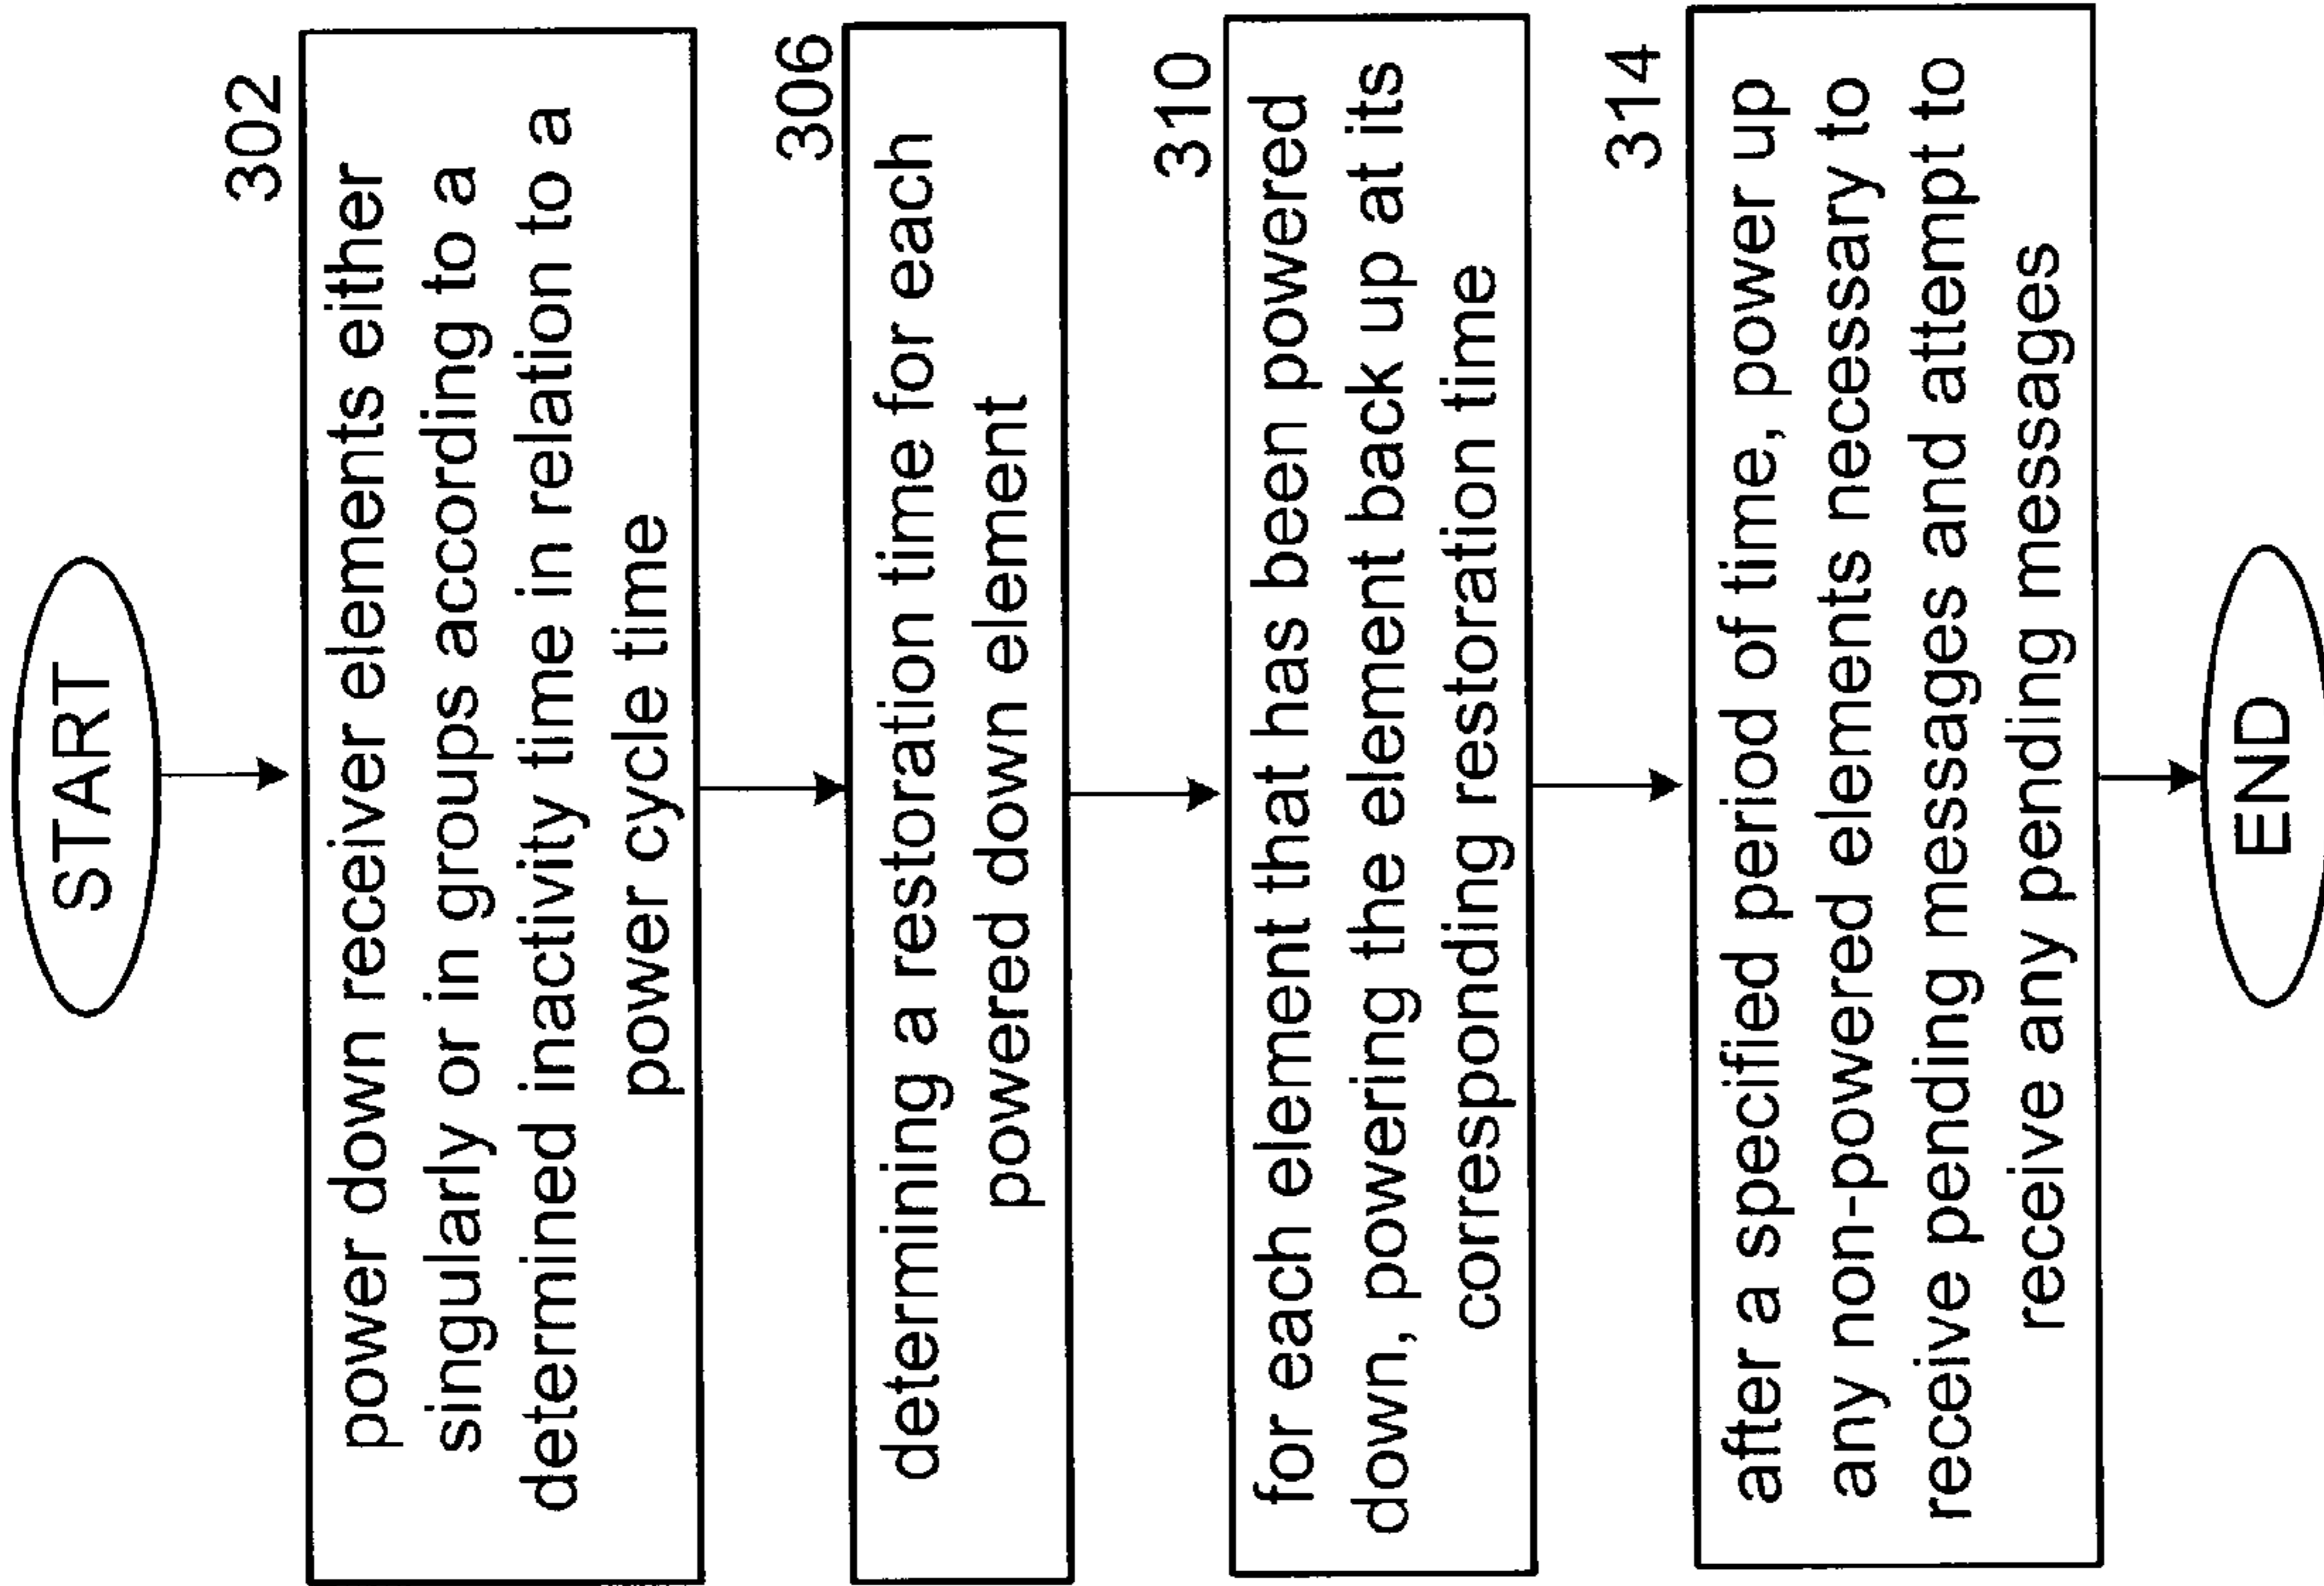 START
302
power down receiver elements either
singularly or in groups according to a
determined inactivity time in relation to a
power cycle time
306
determining a restoration time for each
powered down element
310
for each element that has been powered
down, powering the element back up at its
corresponding restoration time
314
after a specified period of time, power up
any non-powered elements necessary to
receive pending messages and attempt to
receive any pending messages
END